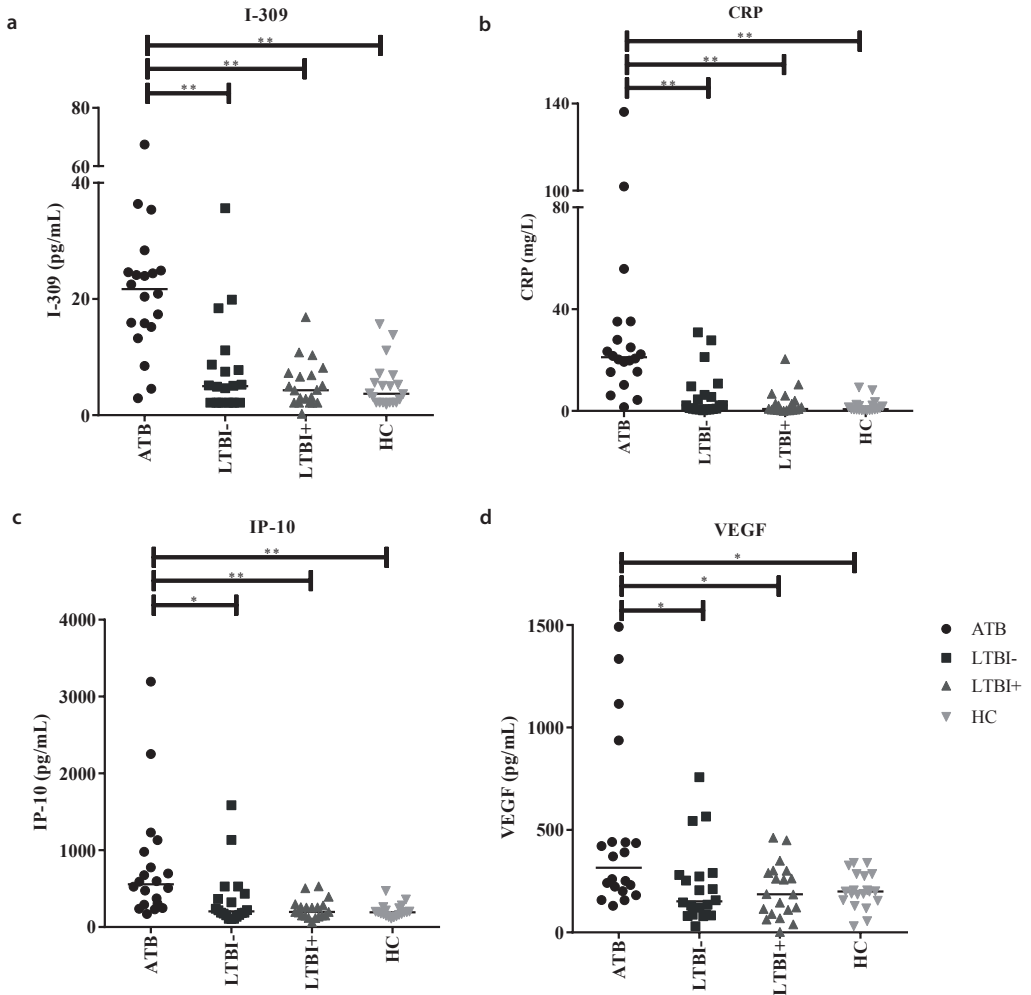 a
I-309
**
**
**
80
60
40
20
0
I-309 (pg/mL)
ATB
LTBI-
LTBI+
HC
b
CRP
**
**
**
140
100
80
40
0
CRP (mg/L)
ATB
LTBI-
LTBI+
HC
c
IP-10
**
**
*
4000
3000
2000
1000
0
IP-10 (pg/mL)
ATB
LTBI-
LTBI+
HC
d
VEGF
*
*
*
1500
1000
500
0
VEGF (pg/mL)
ATB
LTBI-
LTBI+
HC
ATB
LTBI-
LTBI+
HC